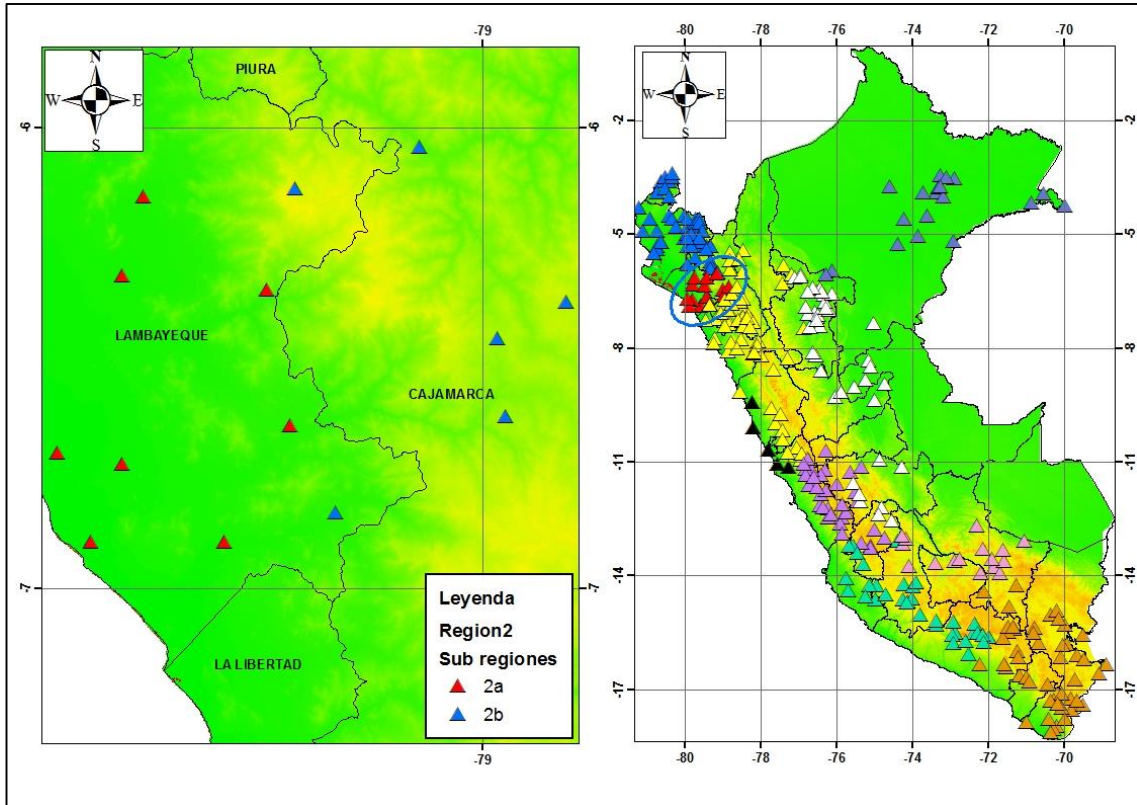 -79
N
W E
S
PIURA
-6
-6
LAMBAYEQUE
CAJAMARCA
-7
-7
LA LIBERTAD
Leyenda
Region2
Sub regiones
2a
2b
-79
-80 -78 -76 -74 -72 -70
N
W E
S
-2 -2
-5 -5
-8 -8
-11 -11
-14 -14
-17 -17
-80 -78 -76 -74 -72 -70